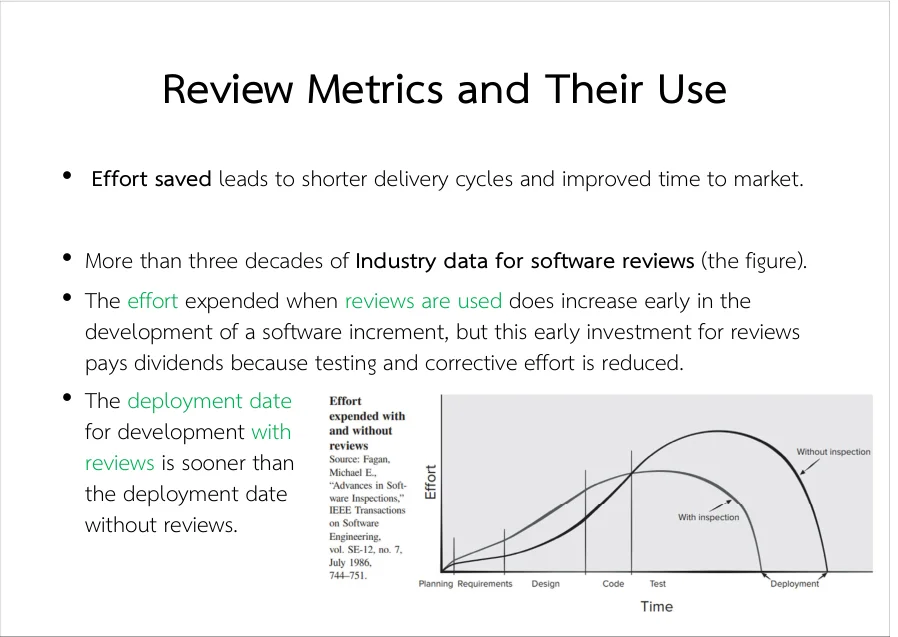 Review Metrics and Their Use
• Effort saved leads to shorter delivery cycles and improved time to market.
• More than three decades of Industry data for software reviews (the figure).
• The effort expended when reviews are used does increase early in the
development of a software increment, but this early investment for reviews
pays dividends because testing and corrective effort is reduced.
• The deployment date
for development with
reviews is sooner than
the deployment date
without reviews.
Effort
expended with
and without
reviews
Source: Fagan,
Michael E.,
“Advances in Soft-
ware Inspections,”
IEEE Transactions
on Software
Engineering,
vol. SE-12, no. 7,
July 1986,
744–751.
Effort
Without inspection
With inspection
Planning Requirements Design Code Test Deployment
Time